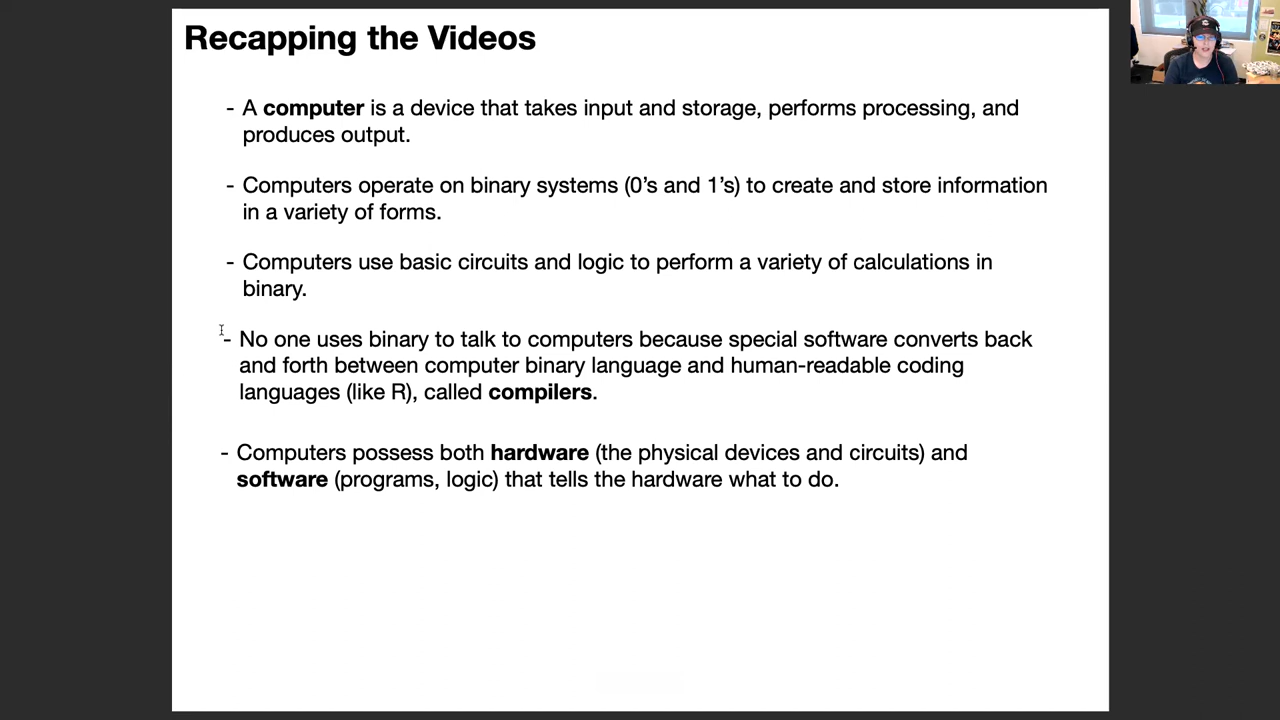 Recapping the Videos
- A computer is a device that takes input and storage, performs processing, and
produces output.
- Computers operate on binary systems (0’s and 1’s) to create and store information
in a variety of forms.
- Computers use basic circuits and logic to perform a variety of calculations in
binary.
- No one uses binary to talk to computers because special software converts back
and forth between computer binary language and human-readable coding
languages (like R), called compilers.
- Computers possess both hardware (the physical devices and circuits) and
software (programs, logic) that tells the hardware what to do.